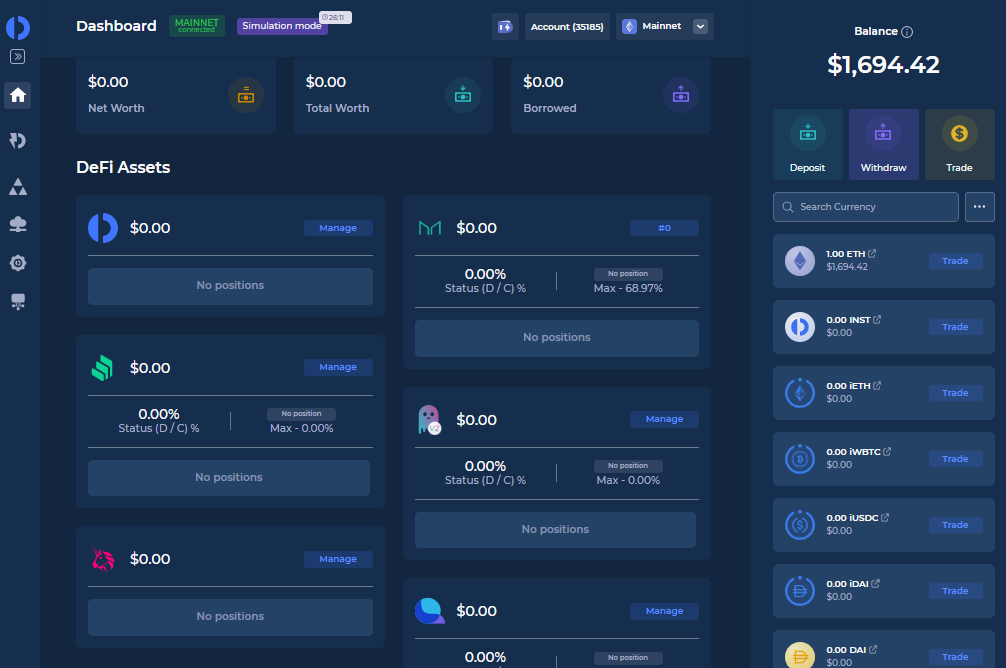 Dashboard
MAINNET
connected
Simulation mode
26:11
Account (35185)
Mainnet
$0.00
Net Worth
$0.00
Total Worth
$0.00
Borrowed
DeFi Assets
$0.00
Manage
No positions
$0.00
#0
0.00%
Status (D / C) %
No position
Max - 68.97%
No positions
$0.00
Manage
0.00%
Status (D / C) %
No position
Max - 0.00%
No positions
V2
$0.00
Manage
0.00%
Status (D / C) %
No position
Max - 0.00%
No positions
$0.00
Manage
No positions
$0.00
Manage
0.00%
No position
Balance
$1,694.42
Deposit
Withdraw
Trade
Search Currency
1.00 ETH
$1,694.42
Trade
0.00 INST
$0.00
Trade
0.00 iETH
$0.00
Trade
0.00 iWBTC
$0.00
Trade
0.00 iUSDC
$0.00
Trade
0.00 iDAI
$0.00
Trade
0.00 DAI
$0.00
Trade